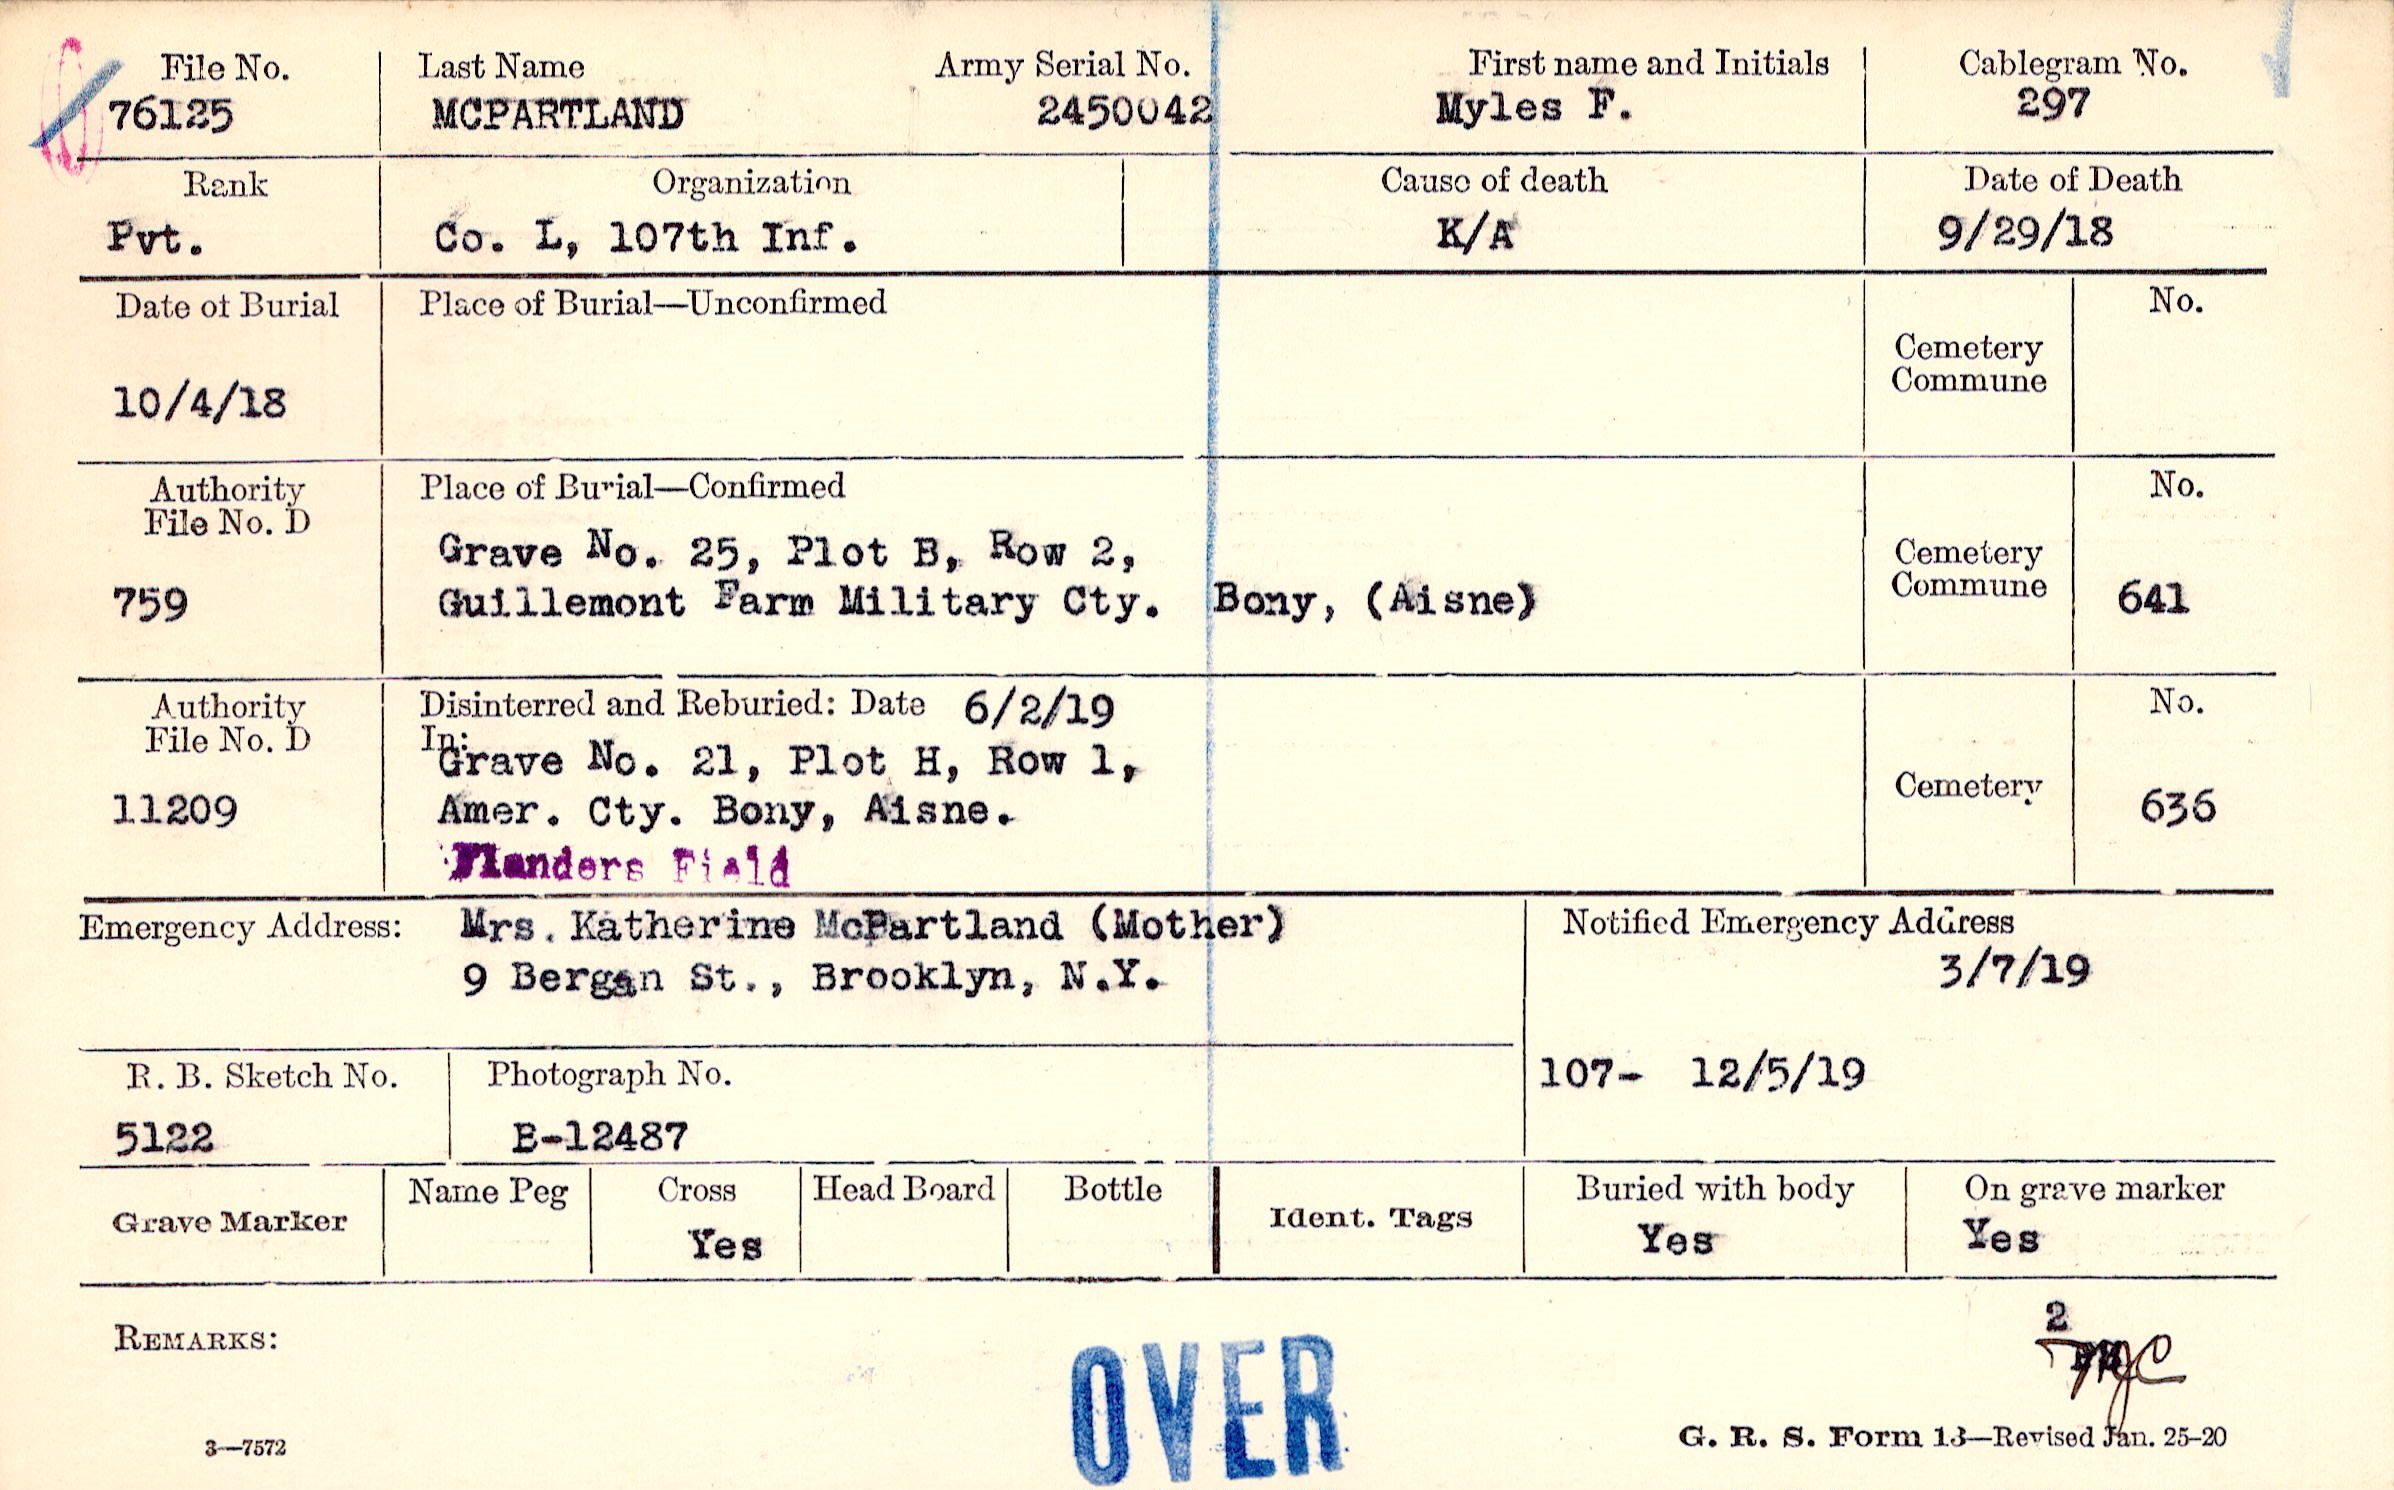 File No. Last Name Army Serial No. First name and Initials Cablegram No.
76125 MCPARTLAND 2450042 Myles F. 297
Rank Organization Cause of death Date of Death
Pvt. Co. L, 107th Inf. K/A 9/29/18
Date of Burial Place of Burial—Unconfirmed No.
Cemetery
Commune
10/4/18
Authority Place of Burial—Confirmed No.
File No. D
Grave No. 25, Plot B, Row 2, Cemetery
759 Guillemont Farm Military Cty. Bony, (Aisne) Commune 641
Authority Disinterred and Reburied: Date 6/2/19 No.
File No. D In:
Grave No. 21, Plot H, Row 1,
11209 Amer. Cty. Bony, Aisne. Cemetery 636
Flanders Field
Emergency Address: Mrs. Katherine McPartland (Mother) Notified Emergency Address
9 Bergan St., Brooklyn, N.Y. 3/7/19
107- 12/5/19
R. B. Sketch No. Photograph No.
5122 E-12487
Grave Marker Name Peg Cross Head Board Bottle Ident. Tags Buried with body On grave marker
Yes Yes Yes
2
REMARKS:
OVER
3—7572 G. R. S. Form 13—Revised Jan. 25-20